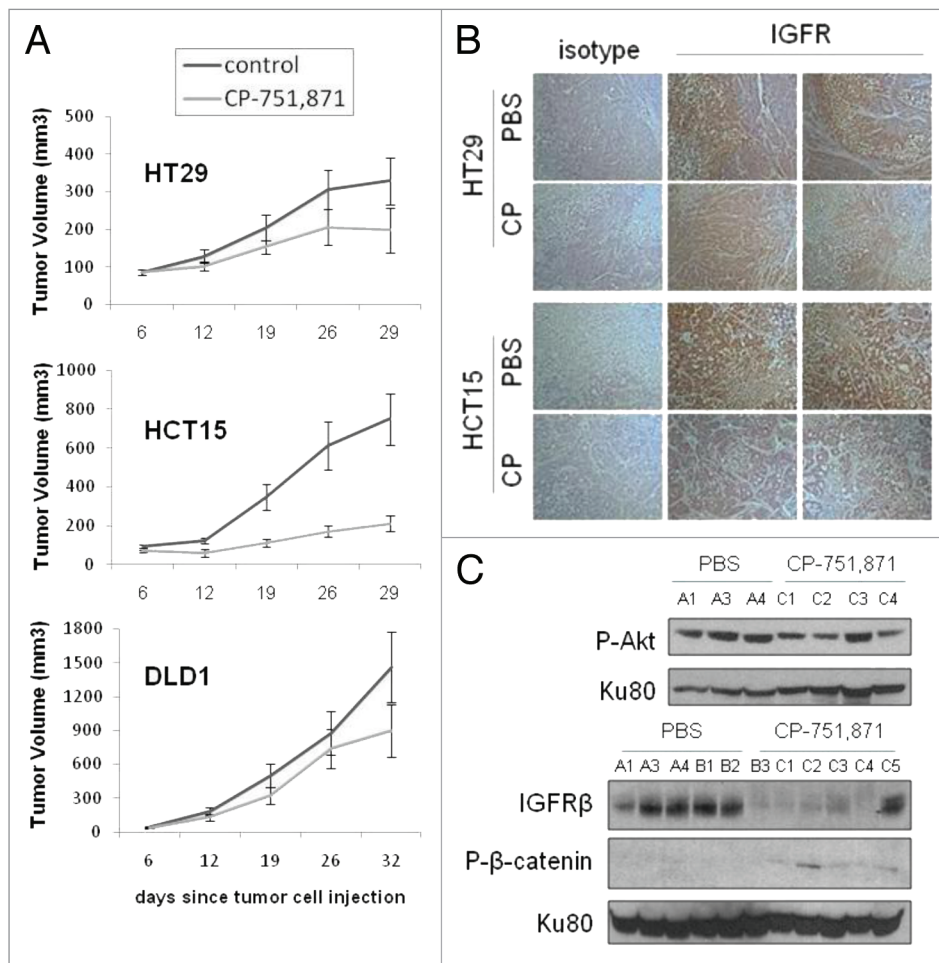 A
control
CP-751,871
Tumor Volume (mm3)
500
400
300
200
100
0
HT29
6 12 19 26 29
Tumor Volume (mm3)
1000
800
600
400
200
0
HCT15
6 12 19 26 29
Tumor Volume (mm3)
1800
1500
1200
900
600
300
0
DLD1
6 12 19 26 32
days since tumor cell injection
B
isotype IGFR
HT29
PBS
CP
HCT15
PBS
CP
C
PBS CP-751,871
A1 A3 A4 C1 C2 C3 C4
P-Akt
Ku80
PBS CP-751,871
A1 A3 A4 B1 B2 B3 C1 C2 C3 C4 C5
IGFRβ
P-β-catenin
Ku80